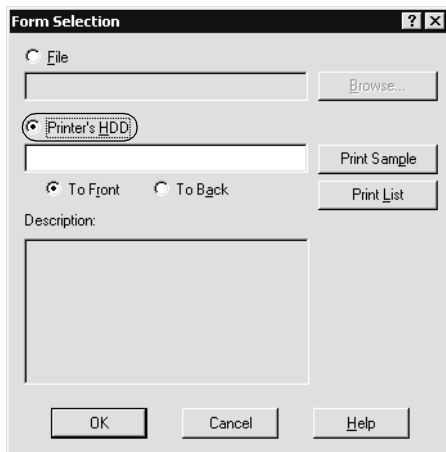 Form Selection ? X
File
Browse...
Printer's HDD
Print Sample
To Front To Back Print List
Description:
OK Cancel Help